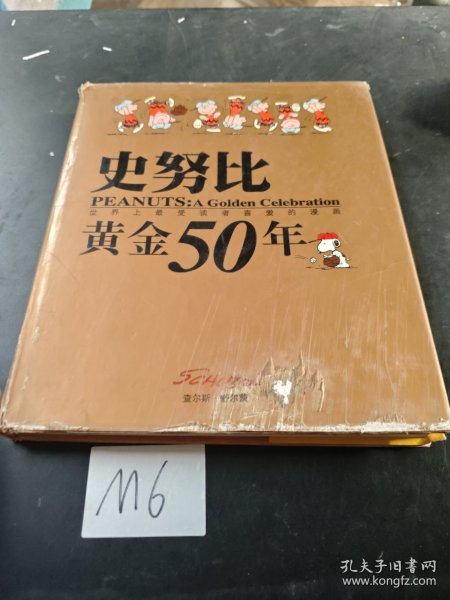 史努比
PEANUTS:A Golden Celebration
世界上最受读者喜爱的漫画
黄金50年
查尔斯·舒尔茨
M6
孔夫子旧书网
www.kongfz.com